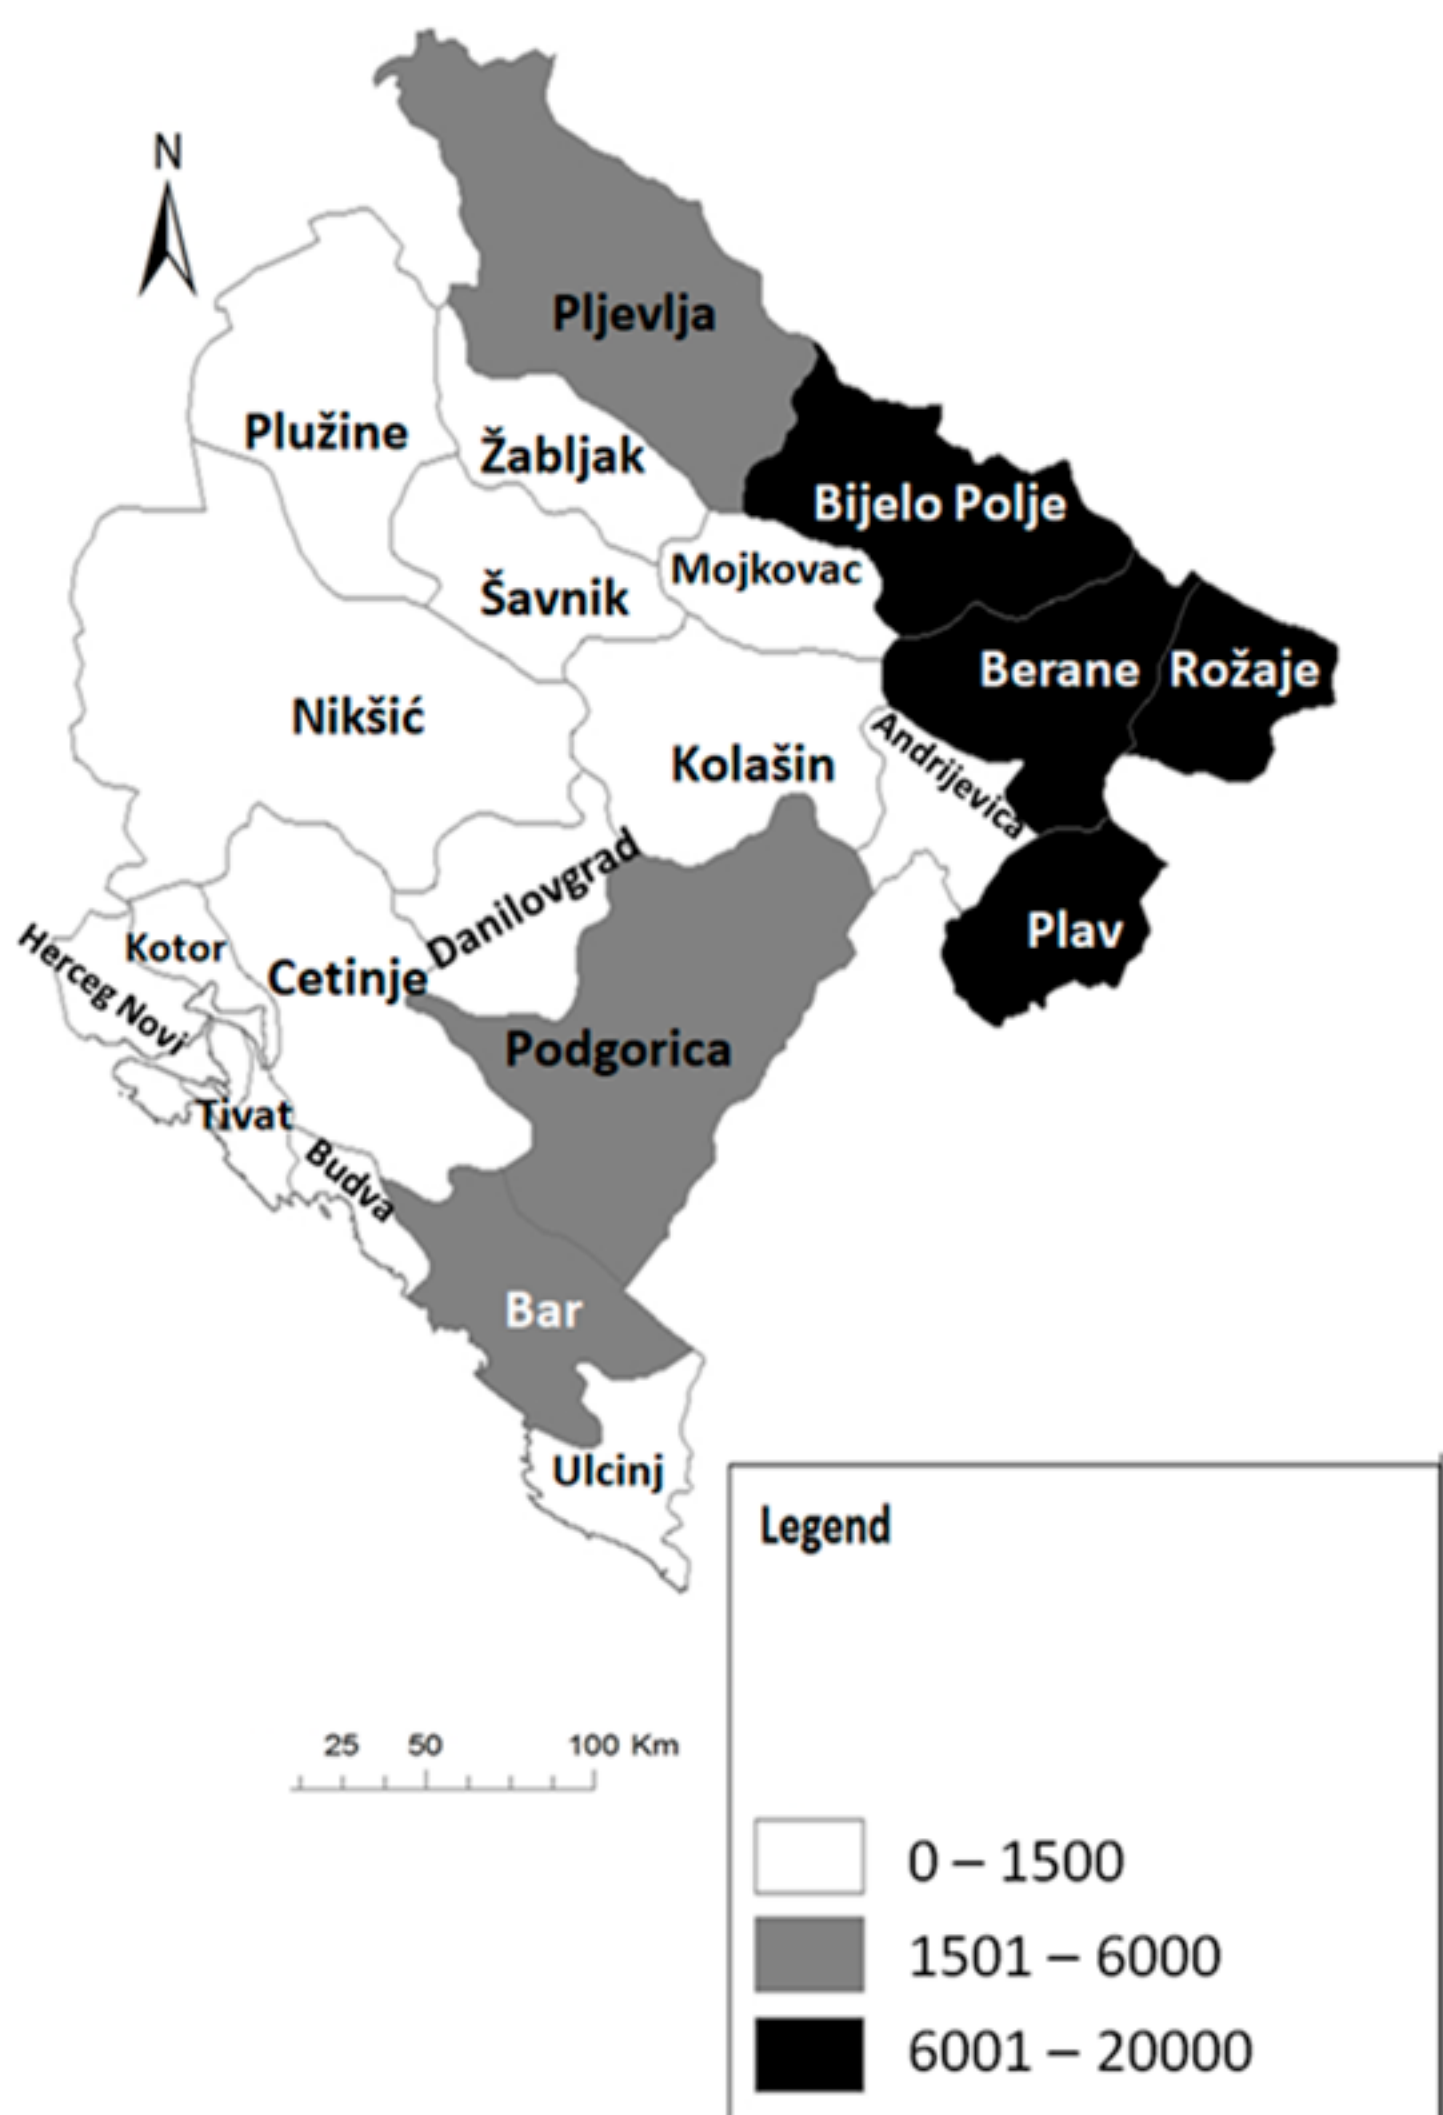 N
Pljevlja
Plužine
Žabljak
Bijelo Polje
Mojkovac
Šavnik
Berane
Rožaje
Nikšić
Kolašin
Andrijevica
Danilovgrad
Plav
Kotor
Herceg Novi
Cetinje
Podgorica
Tivat
Budva
Bar
Ulcinj
Legend
25 50 100 Km
0 – 1500
1501 – 6000
6001 – 20000